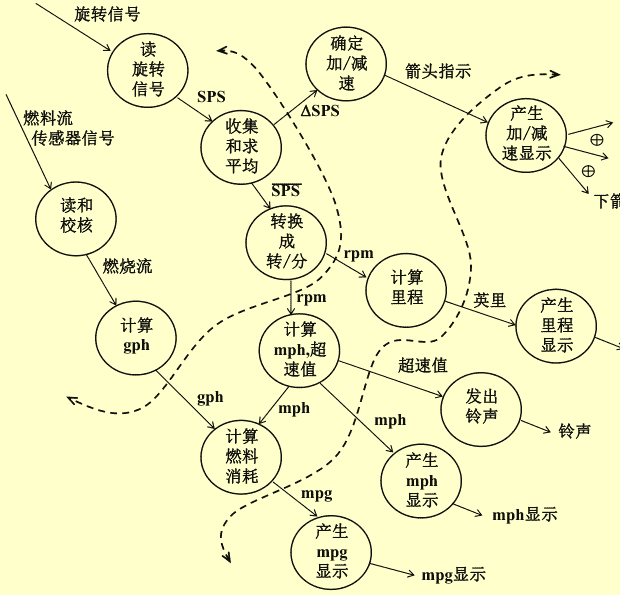 旋转信号
读
旋转
信号
确定
加/减
速
箭头指示
SPS
ΔSPS
燃料流
传感器信号
收集
和求
平均
产生
加/减
速显示
⊕
⊕
下箭
S̅P̅S̅
读和
校核
转换
成
转/分
rpm
燃烧流
计算
里程
rpm
英里
产生
里程
显示
计算
gph
计算
mph,超
速值
超速值
gph
mph
mph
发出
铃声
铃声
计算
燃料
消耗
产生
mph
显示
mpg
mph显示
产生
mpg
显示
mpg显示